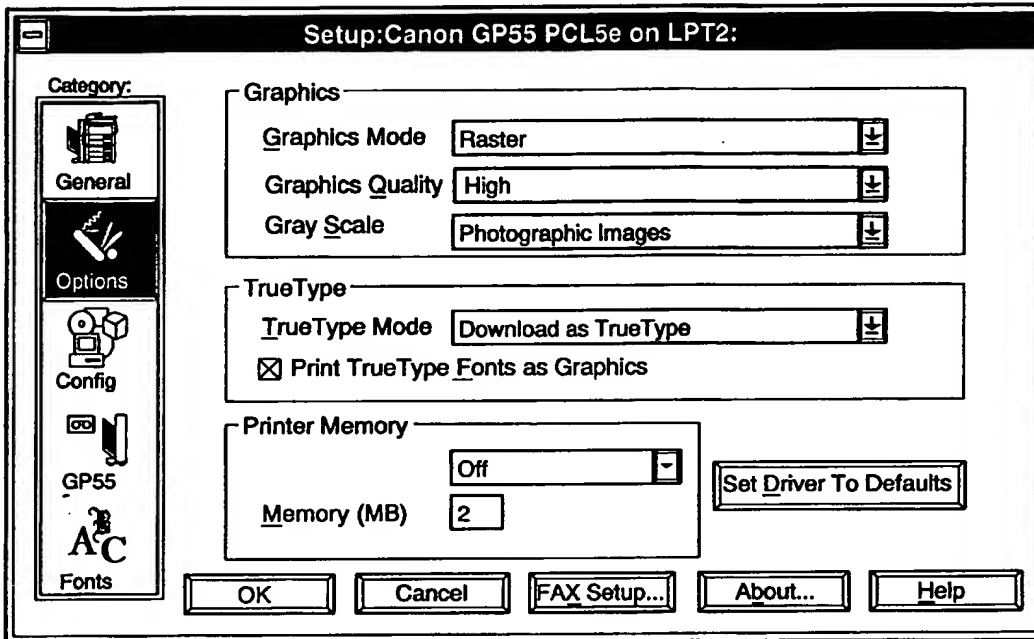 Setup:Canon GP55 PCL5e on LPT2:
Category:
General
Options
Config
GP55
Fonts
Graphics
Graphics Mode Raster
Graphics Quality High
Gray Scale Photographic Images
TrueType
TrueType Mode Download as TrueType
Print TrueType Fonts as Graphics
Printer Memory
Off
Memory (MB) 2
Set Driver To Defaults
OK Cancel FAX Setup... About... Help